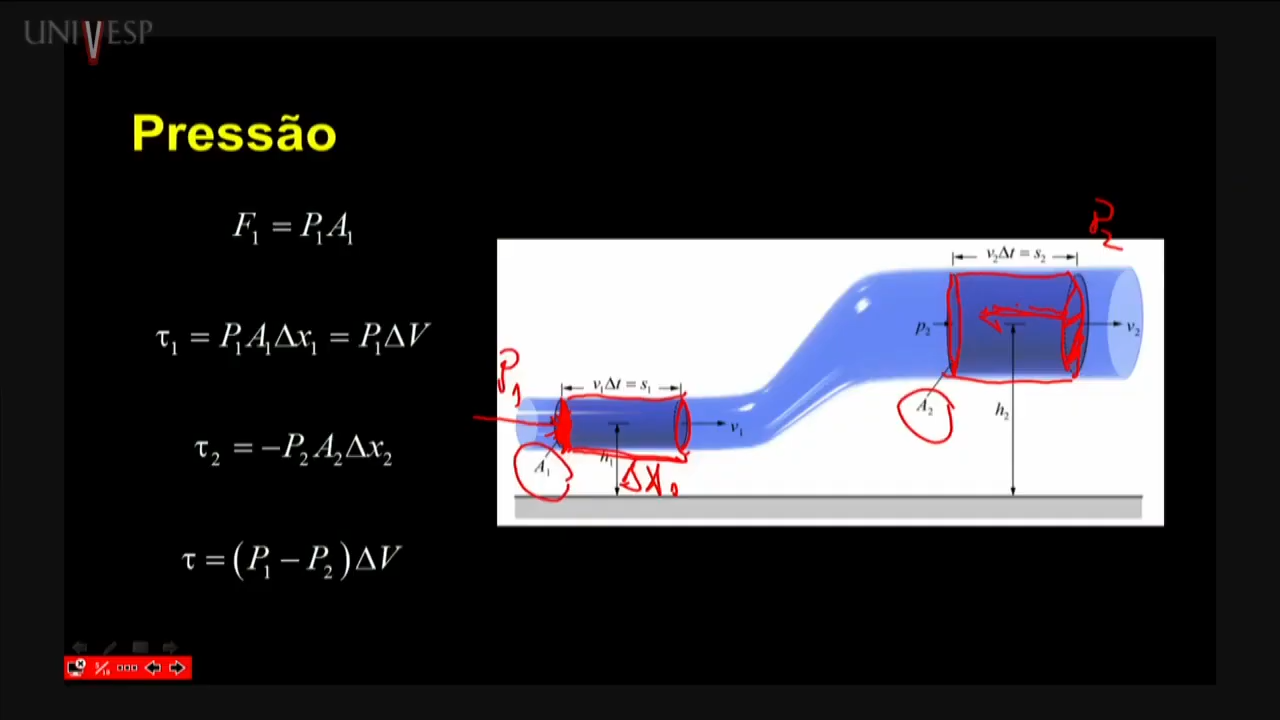 UNIVESP
Pressão
F₁ = P₁A₁
τ₁ = P₁A₁Δx₁ = P₁ΔV
τ₂ = −P₂A₂Δx₂
τ = (P₁ − P₂)ΔV
P₂
v₂Δt = s₂
p₂
v₂
A₂
h₂
P₁
v₁Δt = s₁
v₁
A₁
h₁
ΔX